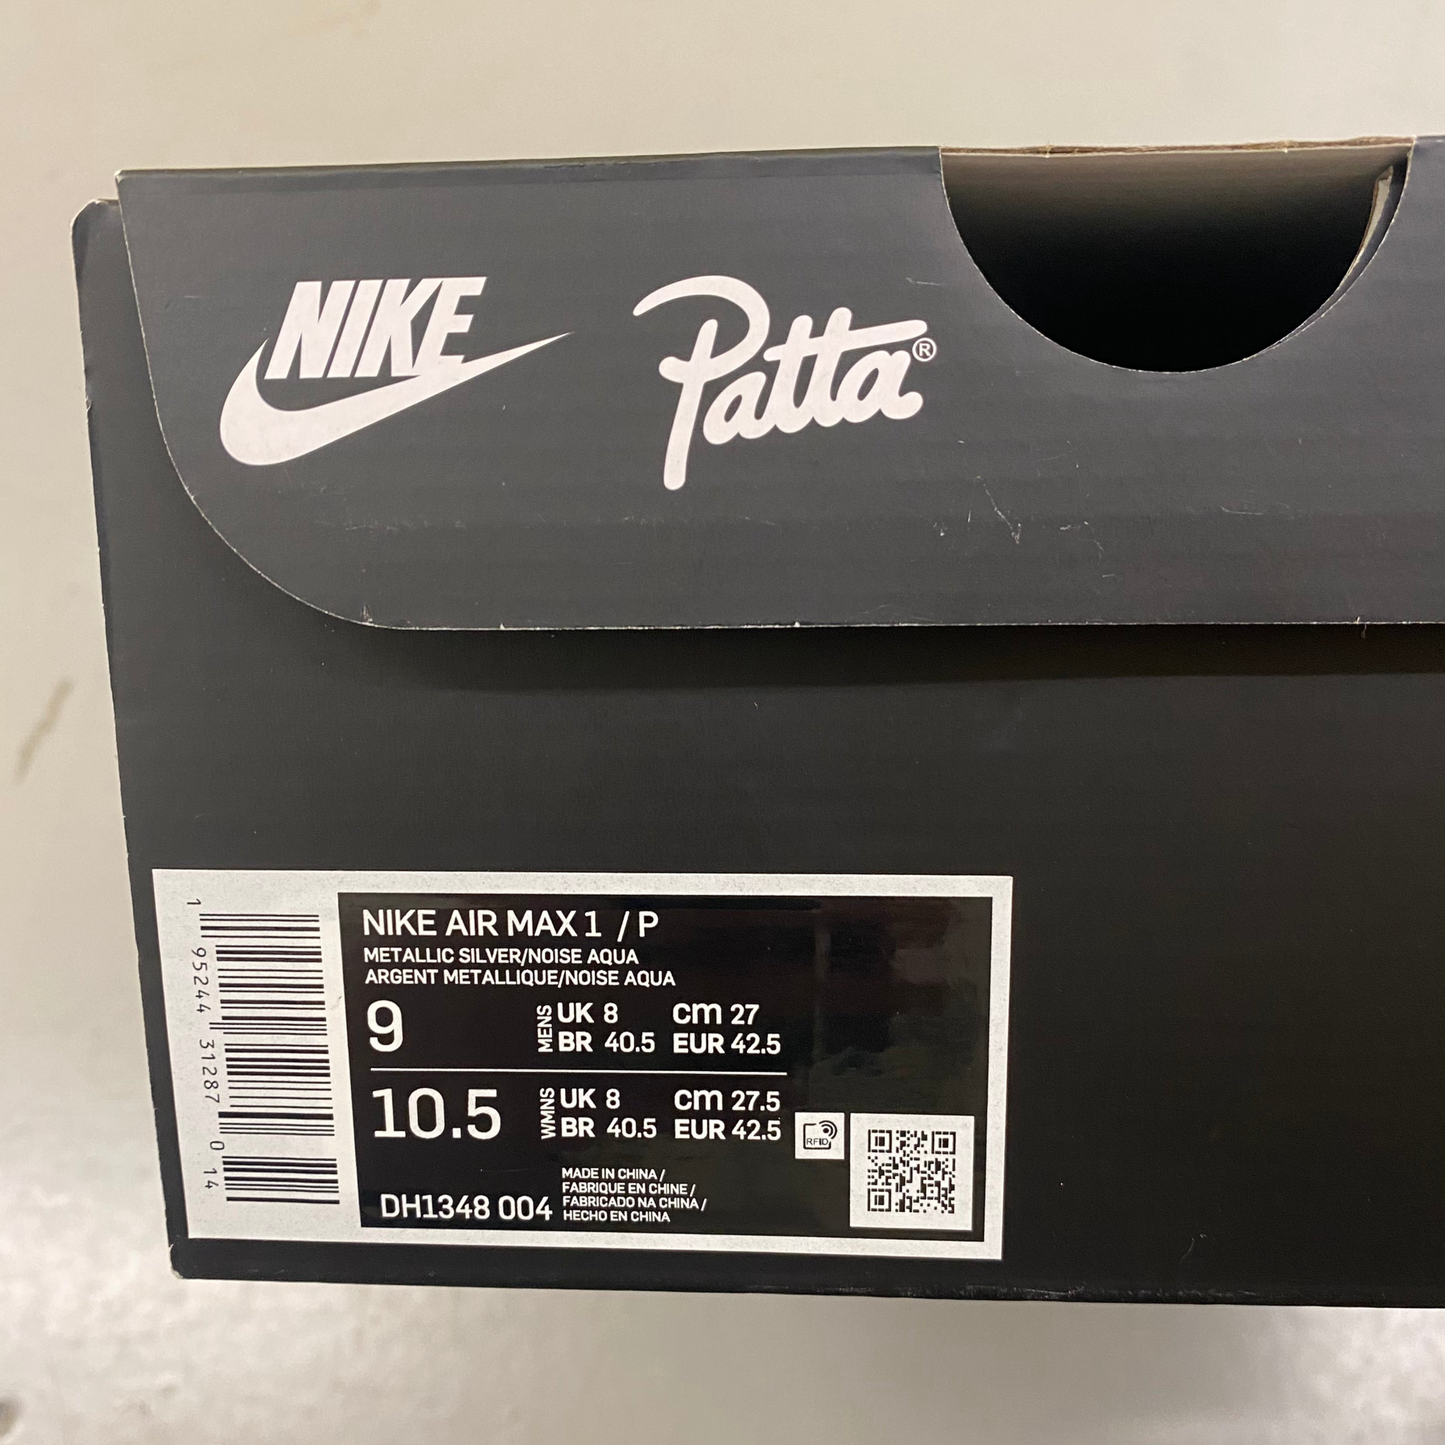 NIKE
Patta®
1 95244 31287 0 14
NIKE AIR MAX 1 / P
METALLIC SILVER/NOISE AQUA
ARGENT METALLIQUE/NOISE AQUA
9 MENS UK 8 cm 27
BR 40.5 EUR 42.5
10.5 WMNS UK 8 cm 27.5
BR 40.5 EUR 42.5
RFID
MADE IN CHINA /
FABRIQUE EN CHINE /
FABRICADO NA CHINA /
HECHO EN CHINA
DH1348 004